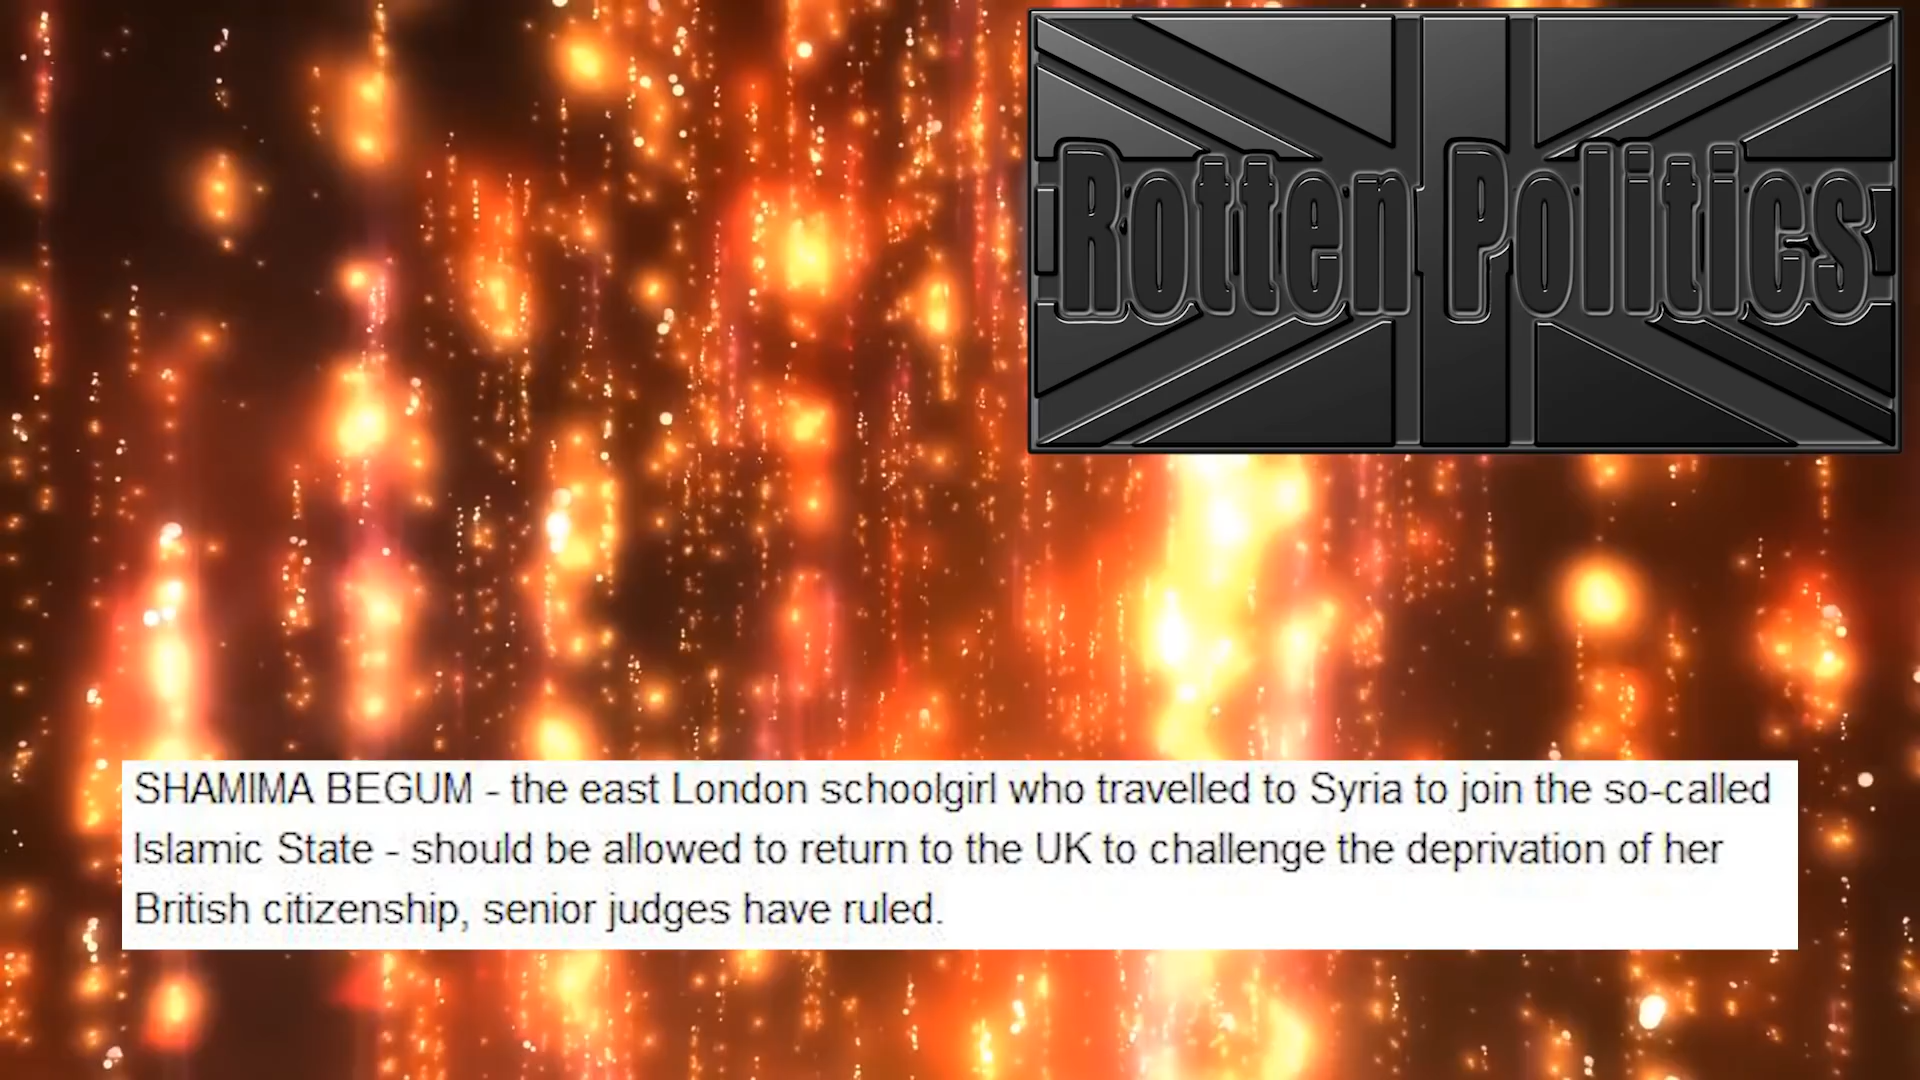 Rotten Politics
SHAMIMA BEGUM - the east London schoolgirl who travelled to Syria to join the so-called
Islamic State - should be allowed to return to the UK to challenge the deprivation of her
British citizenship, senior judges have ruled.